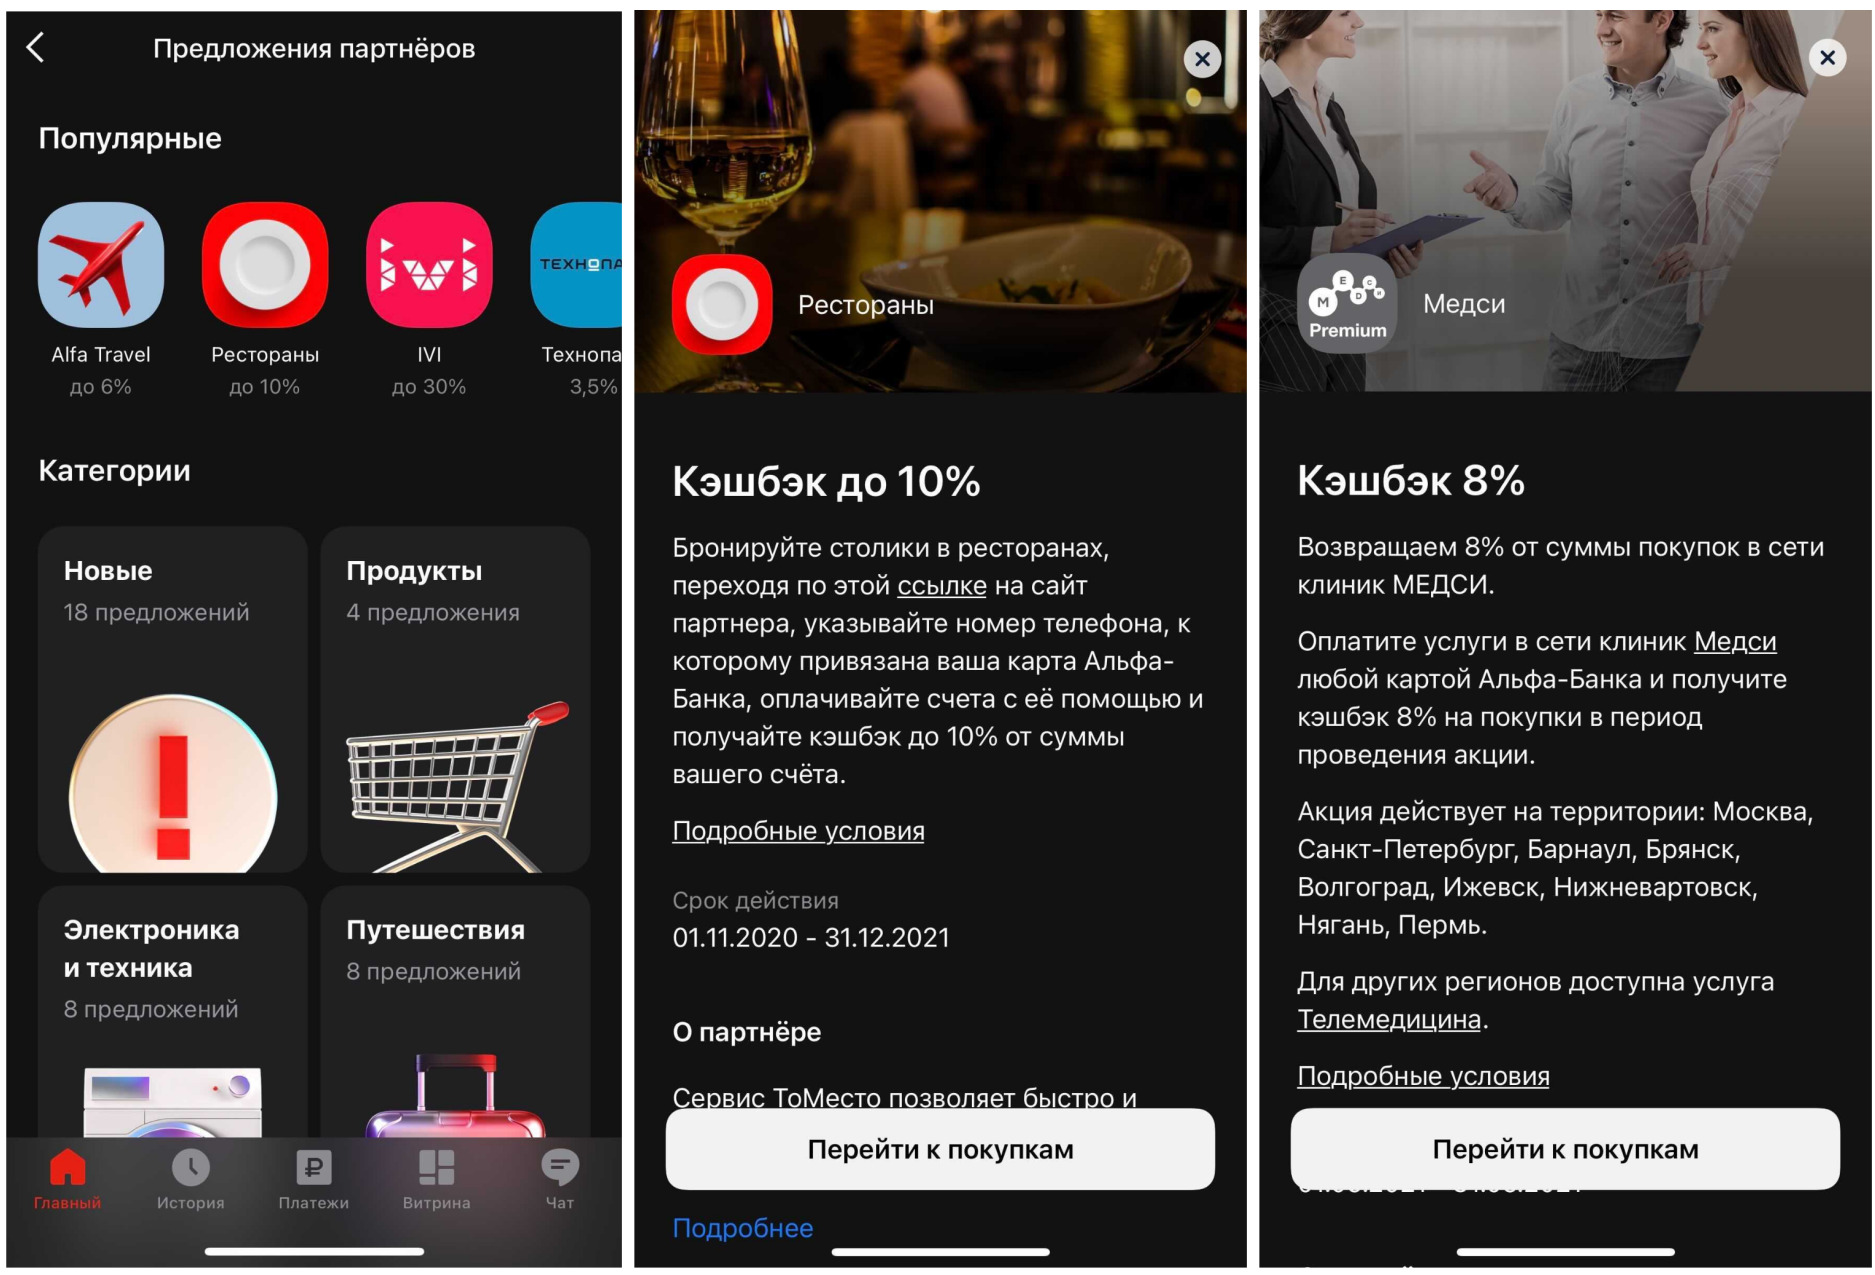 Предложения партнёров
Популярные
ТЕХНОПА
Alfa Travel
до 6%
Рестораны
до 10%
IVI
до 30%
Технопа
3,5%
Категории
Новые
18 предложений
Продукты
4 предложения
Электроника
и техника
8 предложений
Путешествия
8 предложений
Главный
История
Платежи
Витрина
Чат
Рестораны
Кэшбэк до 10%
Бронируйте столики в ресторанах,
переходя по этой ссылке на сайт
партнера, указывайте номер телефона, к
которому привязана ваша карта Альфа-
Банка, оплачивайте счета с её помощью и
получайте кэшбэк до 10% от суммы
вашего счёта.
Подробные условия
Срок действия
01.11.2020 - 31.12.2021
О партнёре
Сервис ТоМесто позволяет быстро и
Перейти к покупкам
Подробнее
Premium
Медси
Кэшбэк 8%
Возвращаем 8% от суммы покупок в сети
клиник МЕДСИ.
Оплатите услуги в сети клиник Медси
любой картой Альфа-Банка и получите
кэшбэк 8% на покупки в период
проведения акции.
Акция действует на территории: Москва,
Санкт-Петербург, Барнаул, Брянск,
Волгоград, Ижевск, Нижневартовск,
Нягань, Пермь.
Для других регионов доступна услуга
Телемедицина.
Подробные условия
Перейти к покупкам